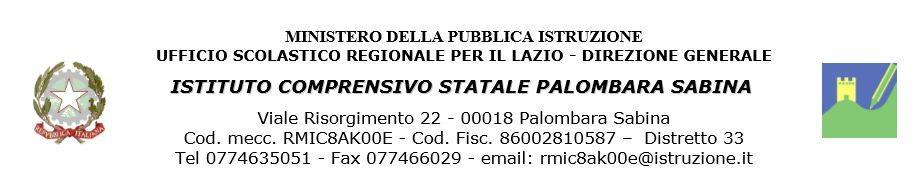 MINISTERO DELLA PUBBLICA ISTRUZIONE
UFFICIO SCOLASTICO REGIONALE PER IL LAZIO - DIREZIONE GENERALE
ISTITUTO COMPRENSIVO STATALE PALOMBARA SABINA
Viale Risorgimento 22 - 00018 Palombara Sabina
Cod. mecc. RMIC8AK00E - Cod. Fisc. 86002810587 – Distretto 33
Tel 0774635051 - Fax 077466029 - email: rmic8ak00e@istruzione.it
REPVBBLICA ITALIANA